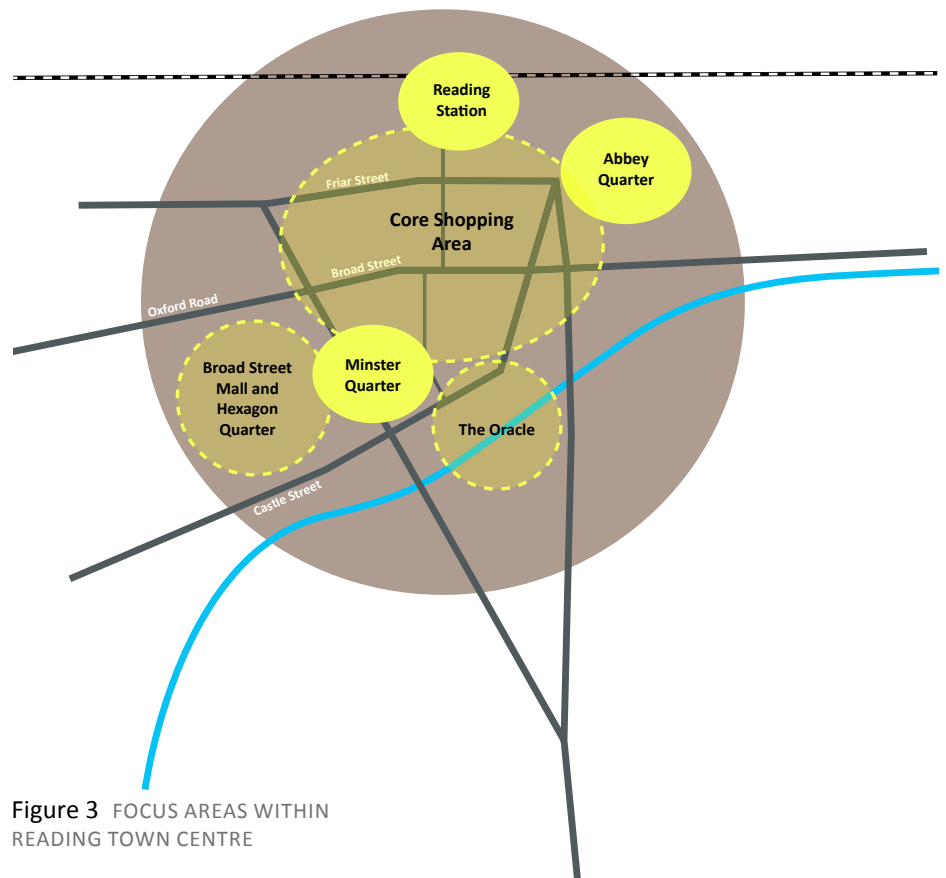 Reading
Station
Abbey
Quarter
Friar Street
Core Shopping
Area
Broad Street
Oxford Road
Broad Street
Mall and
Hexagon
Quarter
Minster
Quarter
The Oracle
Castle Street
Figure 3 FOCUS AREAS WITHIN
READING TOWN CENTRE